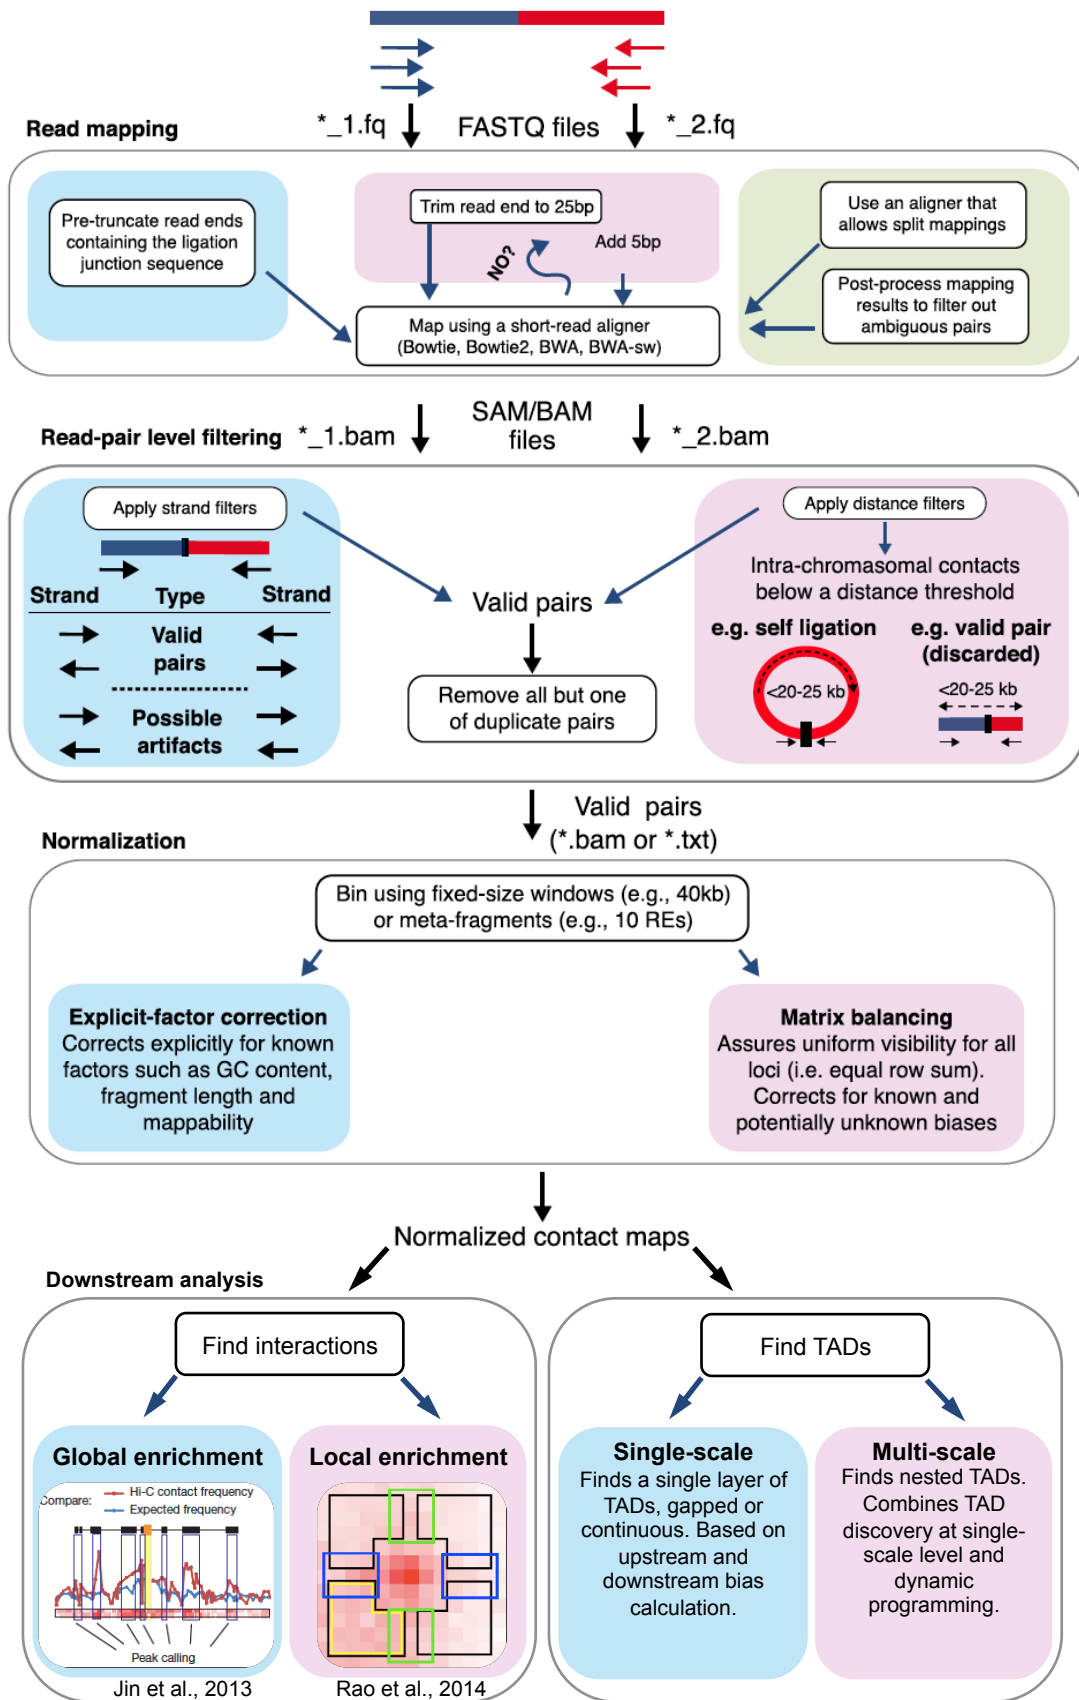 *_1.fq
FASTQ files
*_2.fq
Read mapping
Pre-truncate read ends
containing the ligation
junction sequence
Trim read end to 25bp
NO?
Add 5bp
Use an aligner that
allows split mappings
Post-process mapping
results to filter out
ambiguous pairs
Map using a short-read aligner
(Bowtie, Bowtie2, BWA, BWA-sw)
SAM/BAM
files
Read-pair level filtering
*_1.bam
*_2.bam
Apply strand filters
Strand Type Strand
Valid
pairs
Possible
artifacts
Valid pairs
Remove all but one
of duplicate pairs
Apply distance filters
Intra-chromasomal contacts
below a distance threshold
e.g. self ligation
<20-25 kb
e.g. valid pair
(discarded)
<20-25 kb
Valid pairs
(*.bam or *.txt)
Normalization
Bin using fixed-size windows (e.g., 40kb)
or meta-fragments (e.g., 10 REs)
Explicit-factor correction
Corrects explicitly for known
factors such as GC content,
fragment length and
mappability
Matrix balancing
Assures uniform visibility for all
loci (i.e. equal row sum).
Corrects for known and
potentially unknown biases
Normalized contact maps
Downstream analysis
Find interactions
Find TADs
Global enrichment
Compare:
Hi-C contact frequency
Expected frequency
Peak calling
Jin et al., 2013
Local enrichment
Rao et al., 2014
Single-scale
Finds a single layer of
TADs, gapped or
continuous. Based on
upstream and
downstream bias
calculation.
Multi-scale
Finds nested TADs.
Combines TAD
discovery at single-
scale level and
dynamic
programming.